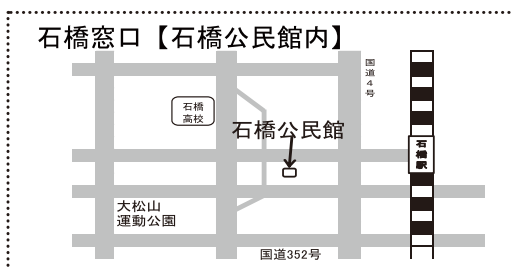 石橋窓口【石橋公民館内】
国道4号
石橋
高校
石橋公民館
石橋駅
大松山
運動公園
国道352号